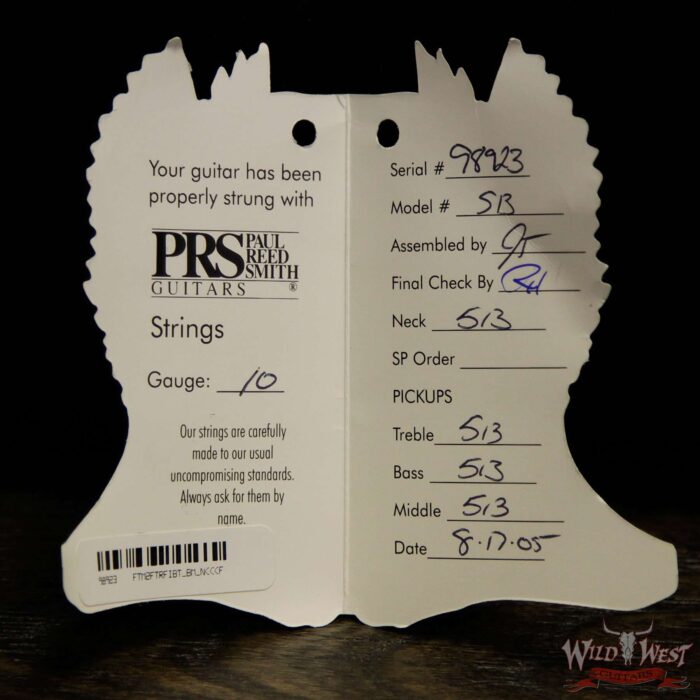 Your guitar has been
properly strung with
PRS PAUL
REED
SMITH
GUITARS ®
Strings
Gauge: 10
Our strings are carefully
made to our usual
uncompromising standards.
Always ask for them by
name.
98923 FTM2FTRFIBT_BM_NCCCF
Serial # 98923
Model # 513
Assembled by JT
Final Check By RH
Neck 513
SP Order
PICKUPS
Treble 513
Bass 513
Middle 513
Date 8·17·05
WILD WEST
GUITARS